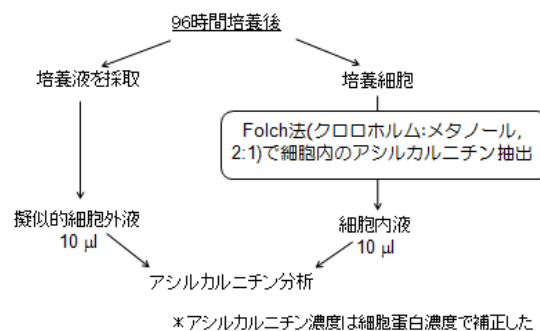 96時間培養後
培養液を採取
培養細胞
Folch法(クロロホルム:メタノール,
2:1)で細胞内のアシルカルニチン抽出
擬似的細胞外液
10 μl
細胞内液
10 μl
アシルカルニチン分析
＊アシルカルニチン濃度は細胞蛋白濃度で補正した